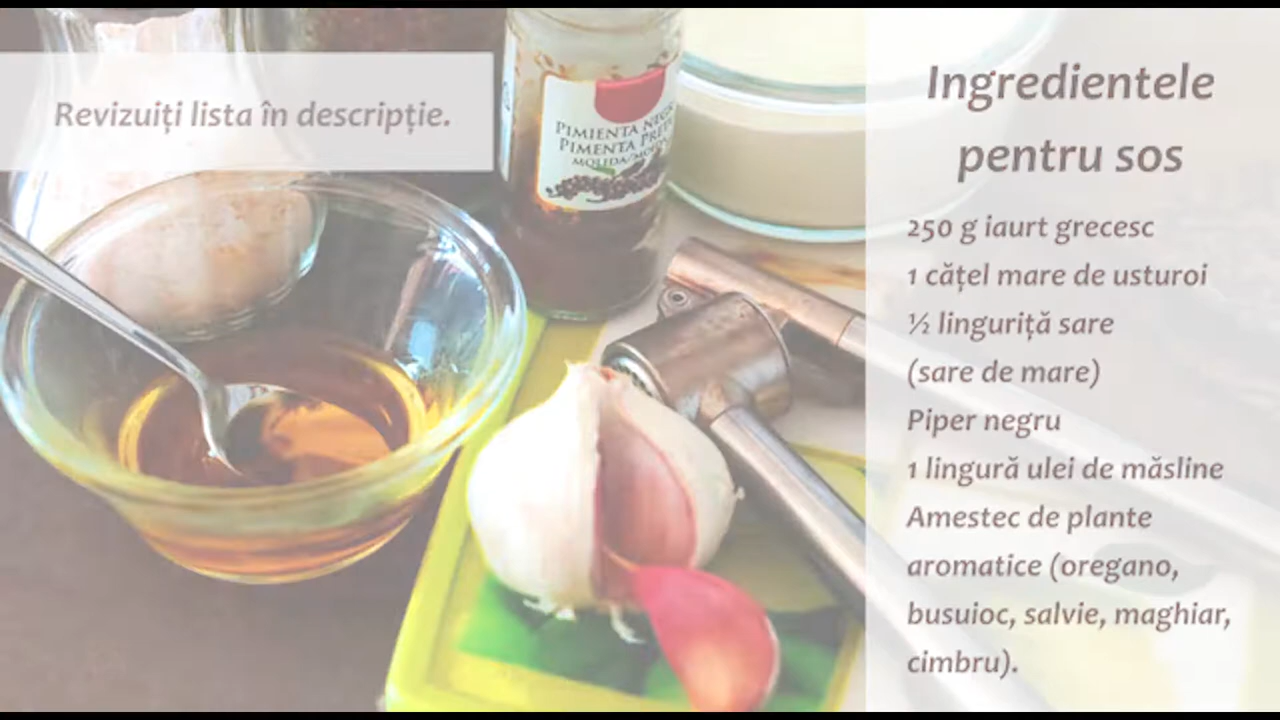 Revizuiți lista în descripție.
PIMIENTA
PIMENTA
Ingredientele
pentru sos
250 g iaurt grecesc
1 cățel mare de usturoi
½ linguriță sare
(sare de mare)
Piper negru
1 lingură ulei de măsline
Amestec de plante
aromatice (oregano,
busuioc, salvie, maghiar,
cimbru).